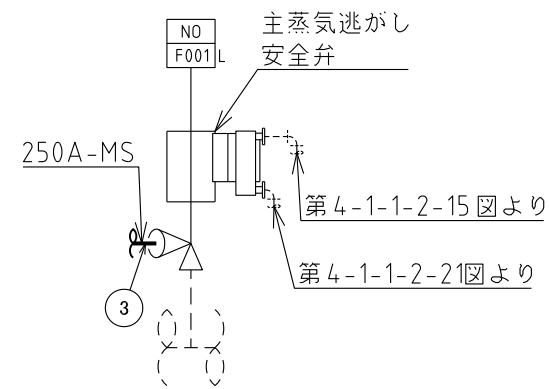 NO
F001 L
主蒸気逃がし
安全弁
250A-MS
第4-1-1-2-15図より
第4-1-1-2-21図より
3